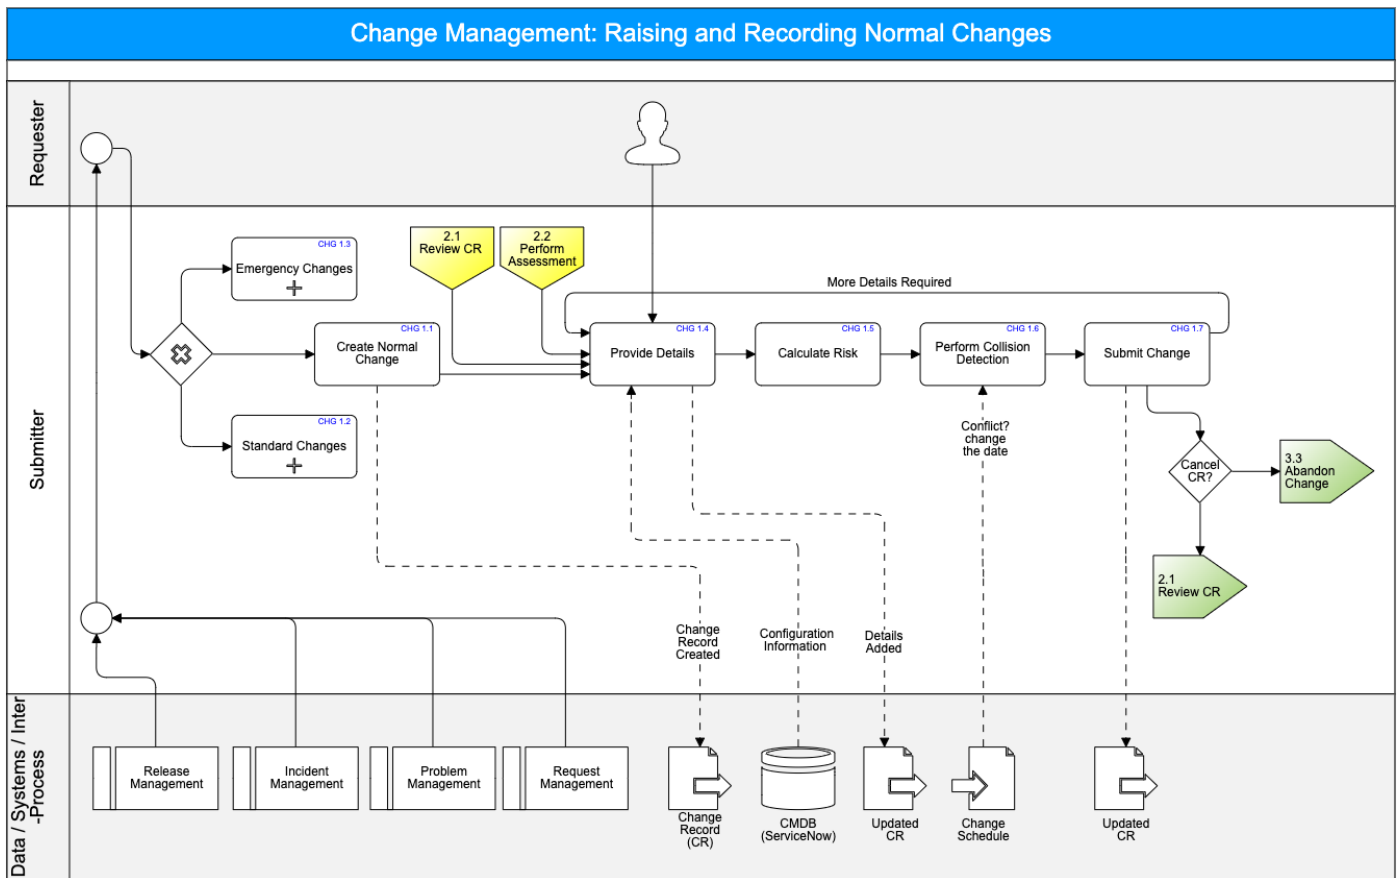 Change Management: Raising and Recording Normal Changes
Requester
Submitter
Data / Systems / Inter
-Process
CHG 1.3
Emergency Changes
2.1
Review CR
2.2
Perform
Assessment
More Details Required
CHG 1.1
Create Normal
Change
CHG 1.4
Provide Details
CHG 1.5
Calculate Risk
CHG 1.6
Perform Collision
Detection
CHG 1.7
Submit Change
CHG 1.2
Standard Changes
Conflict?
change
the date
Cancel
CR?
3.3
Abandon
Change
2.1
Review CR
Change
Record
Created
Configuration
Information
Details
Added
Release
Management
Incident
Management
Problem
Management
Request
Management
Change
Record
(CR)
CMDB
(ServiceNow)
Updated
CR
Change
Schedule
Updated
CR